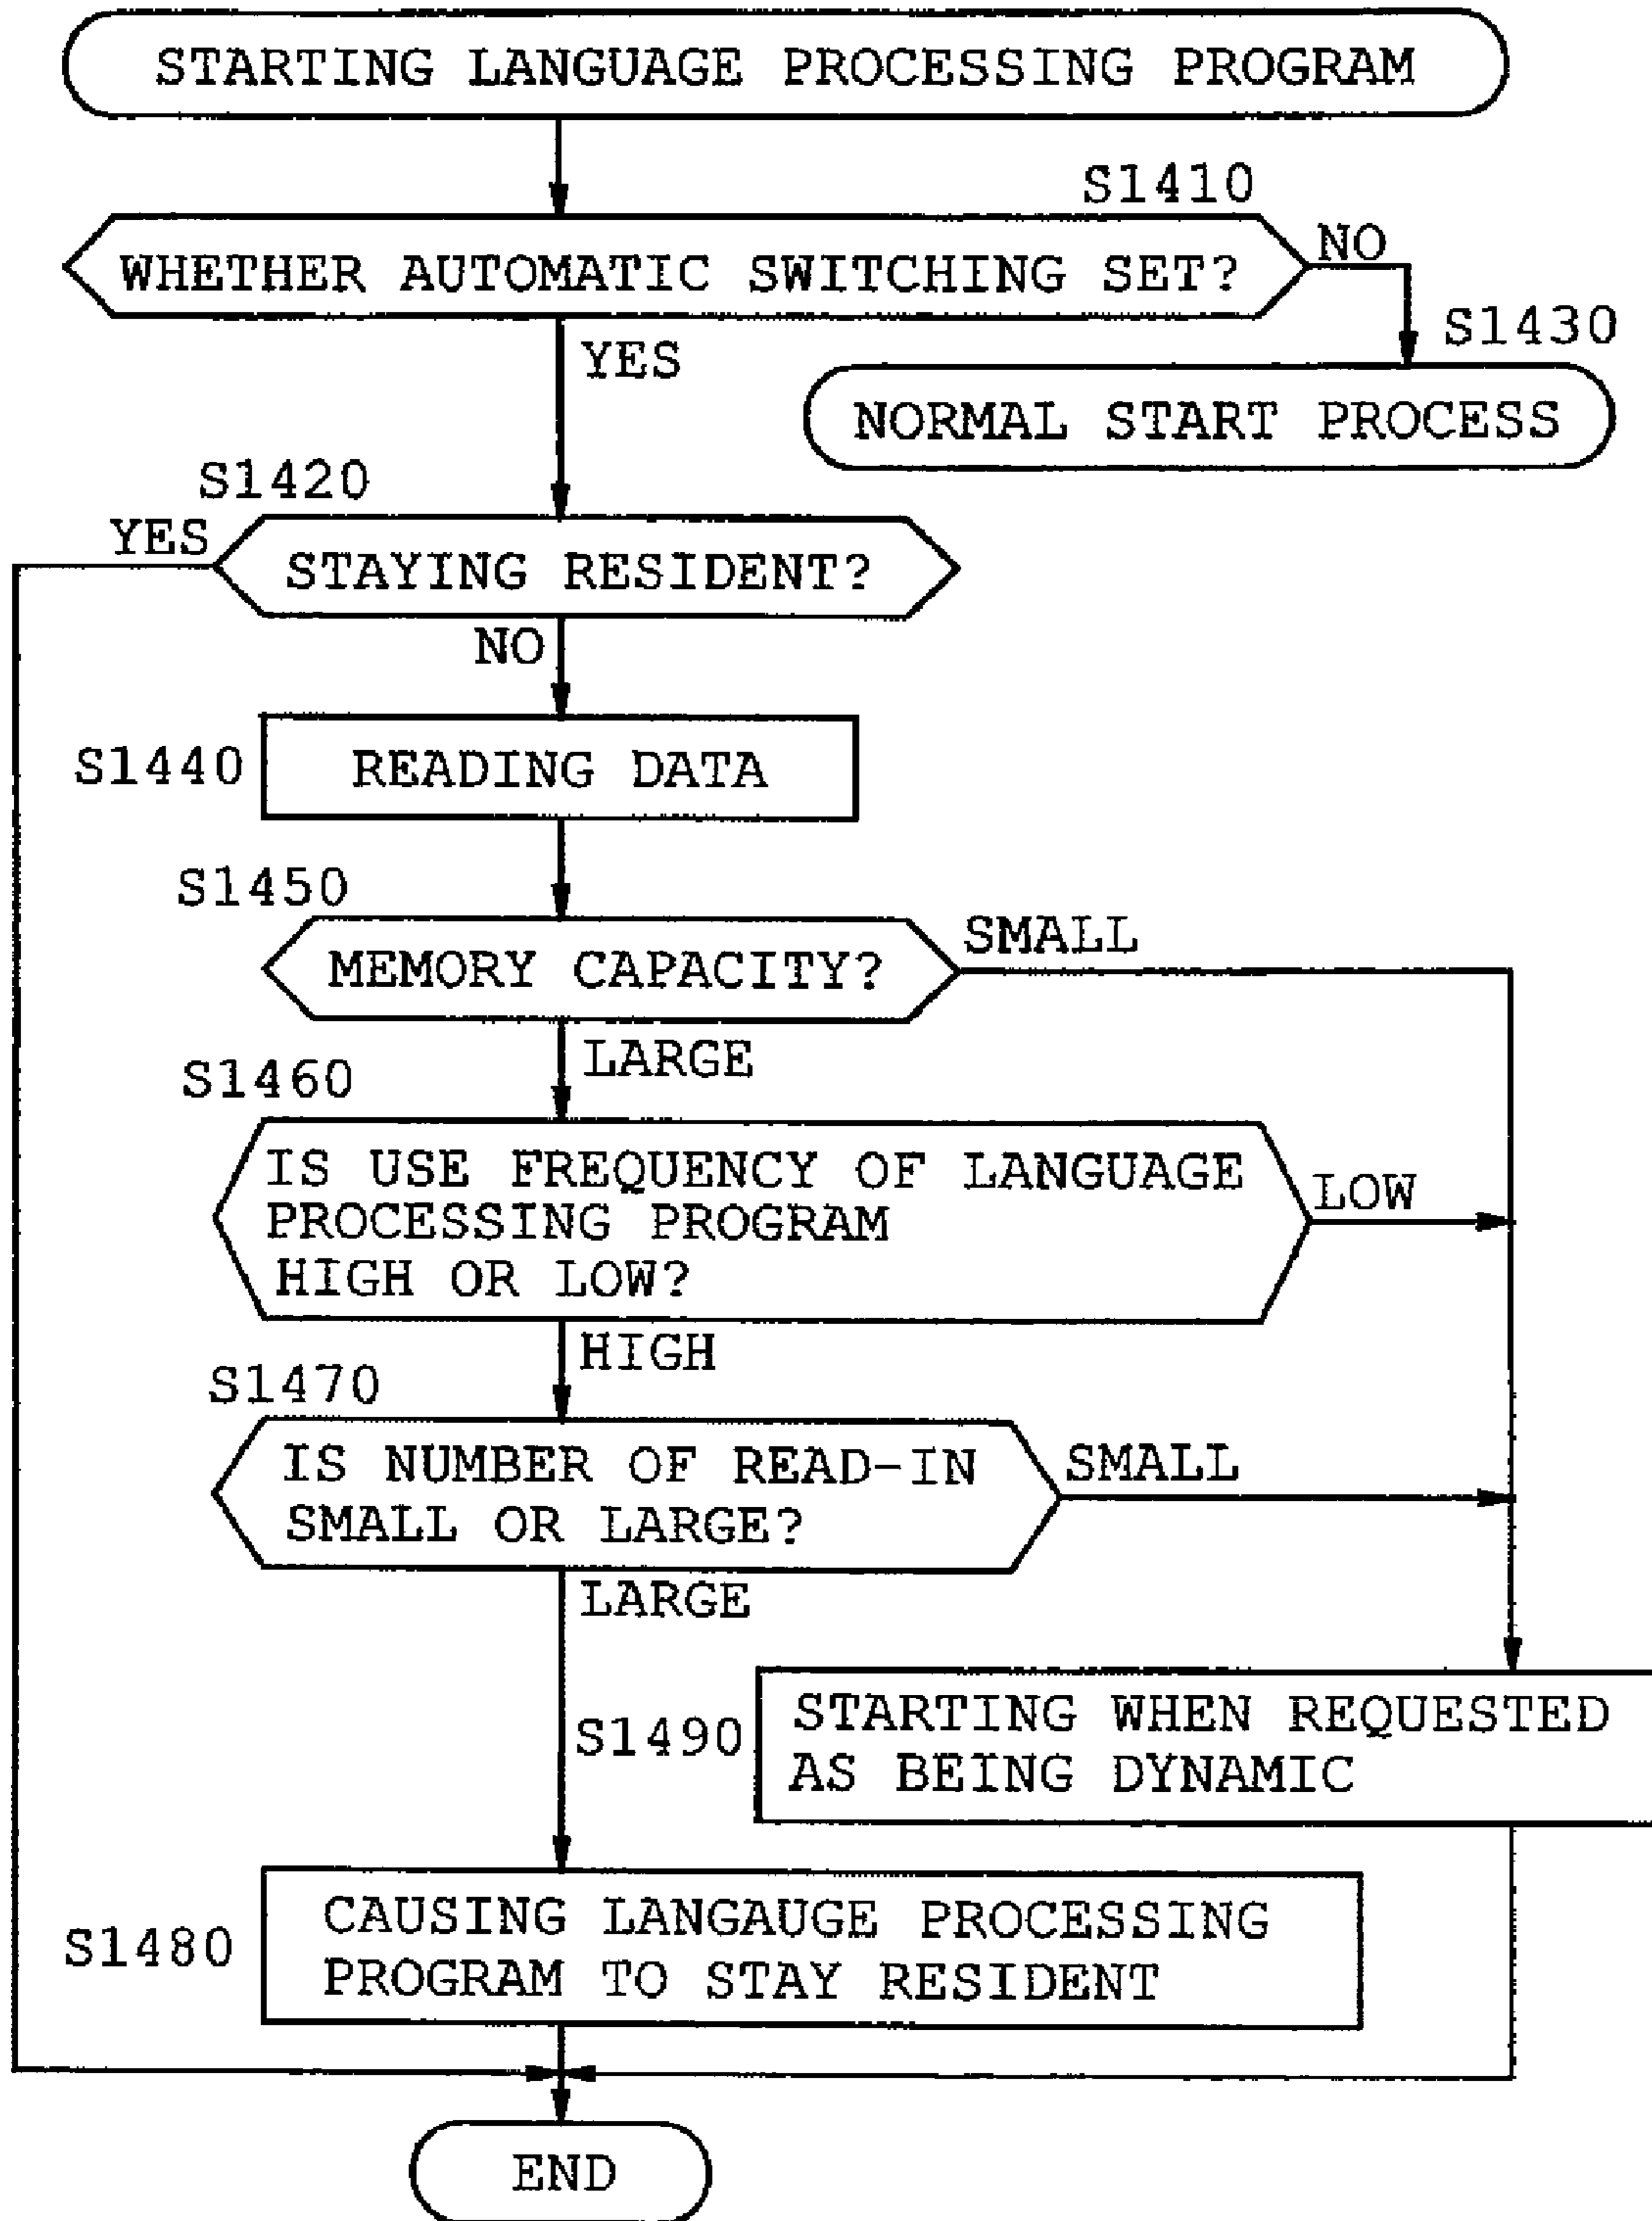 STARTING LANGUAGE PROCESSING PROGRAM
S1410
WHETHER AUTOMATIC SWITCHING SET?
NO
S1430
YES
NORMAL START PROCESS
S1420
YES
STAYING RESIDENT?
NO
S1440
READING DATA
S1450
SMALL
MEMORY CAPACITY?
LARGE
S1460
IS USE FREQUENCY OF LANGUAGE
PROCESSING PROGRAM
HIGH OR LOW?
LOW
HIGH
S1470
IS NUMBER OF READ-IN
SMALL OR LARGE?
SMALL
LARGE
S1490
STARTING WHEN REQUESTED
AS BEING DYNAMIC
S1480
CAUSING LANGAUGE PROCESSING
PROGRAM TO STAY RESIDENT
END